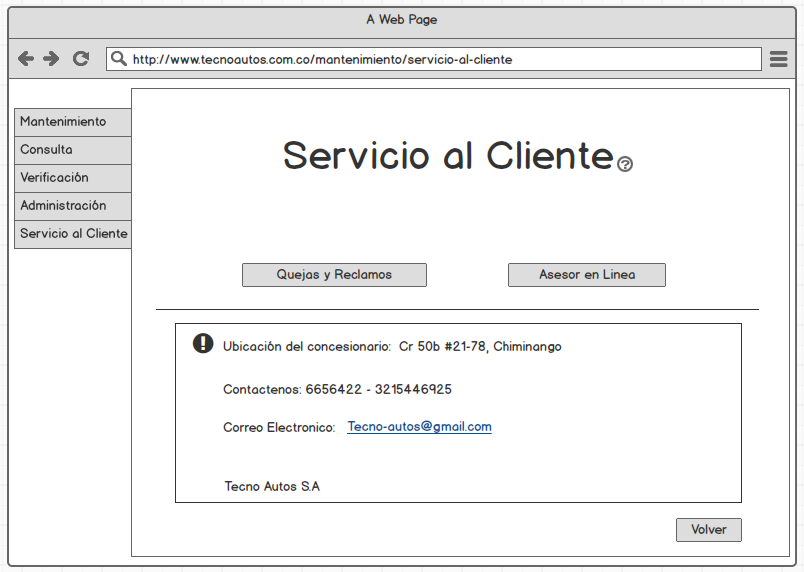 A Web Page
http://www.tecnoautos.com.co/mantenimiento/servicio-al-cliente
Mantenimiento
Consulta
Verificación
Administración
Servicio al Cliente
Servicio al Cliente ?
Quejas y Reclamos
Asesor en Linea
! Ubicación del concesionario: Cr 50b #21-78, Chiminango
Contactenos: 6656422 - 3215446925
Correo Electronico: Tecno-autos@gmail.com
Tecno Autos S.A
Volver